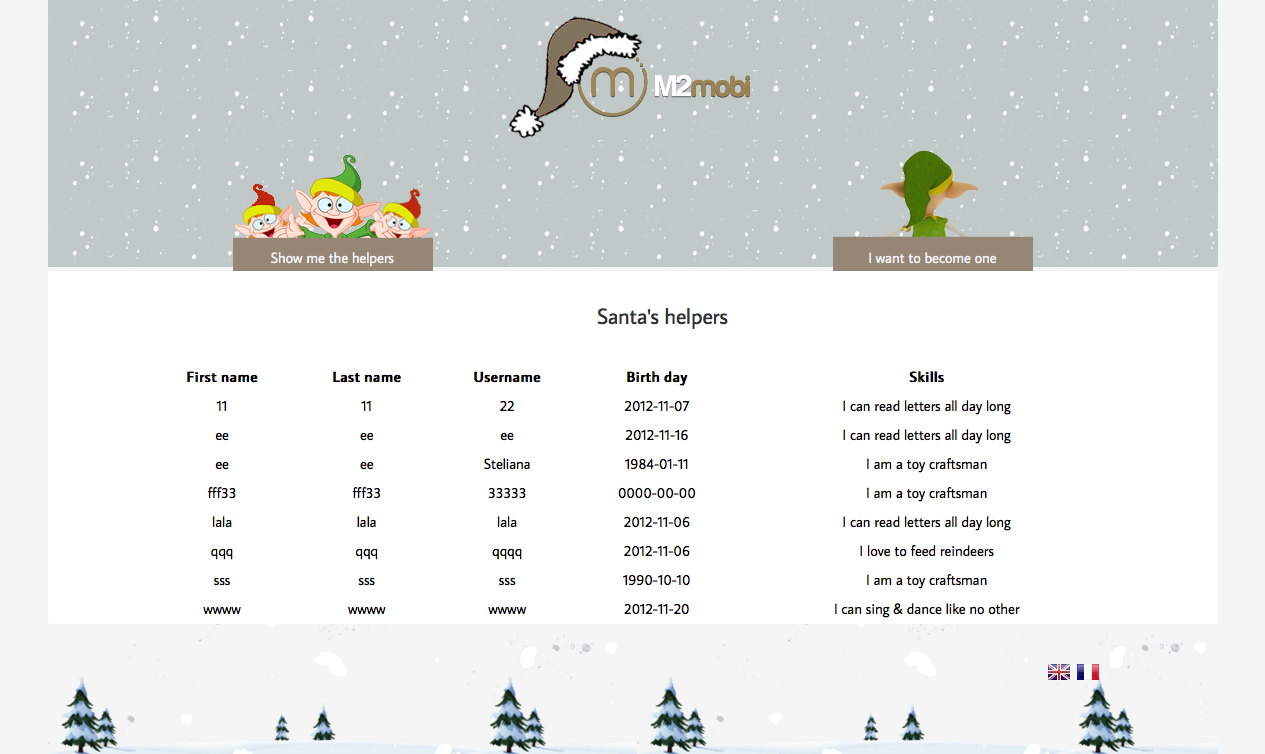 m M2mobi
Show me the helpers
I want to become one
Santa's helpers
First name Last name Username Birth day Skills
11 11 22 2012-11-07 I can read letters all day long
ee ee ee 2012-11-16 I can read letters all day long
ee ee Steliana 1984-01-11 I am a toy craftsman
fff33 fff33 33333 0000-00-00 I am a toy craftsman
lala lala lala 2012-11-06 I can read letters all day long
qqq qqq qqqq 2012-11-06 I love to feed reindeers
sss sss sss 1990-10-10 I am a toy craftsman
wwww wwww wwww 2012-11-20 I can sing & dance like no other